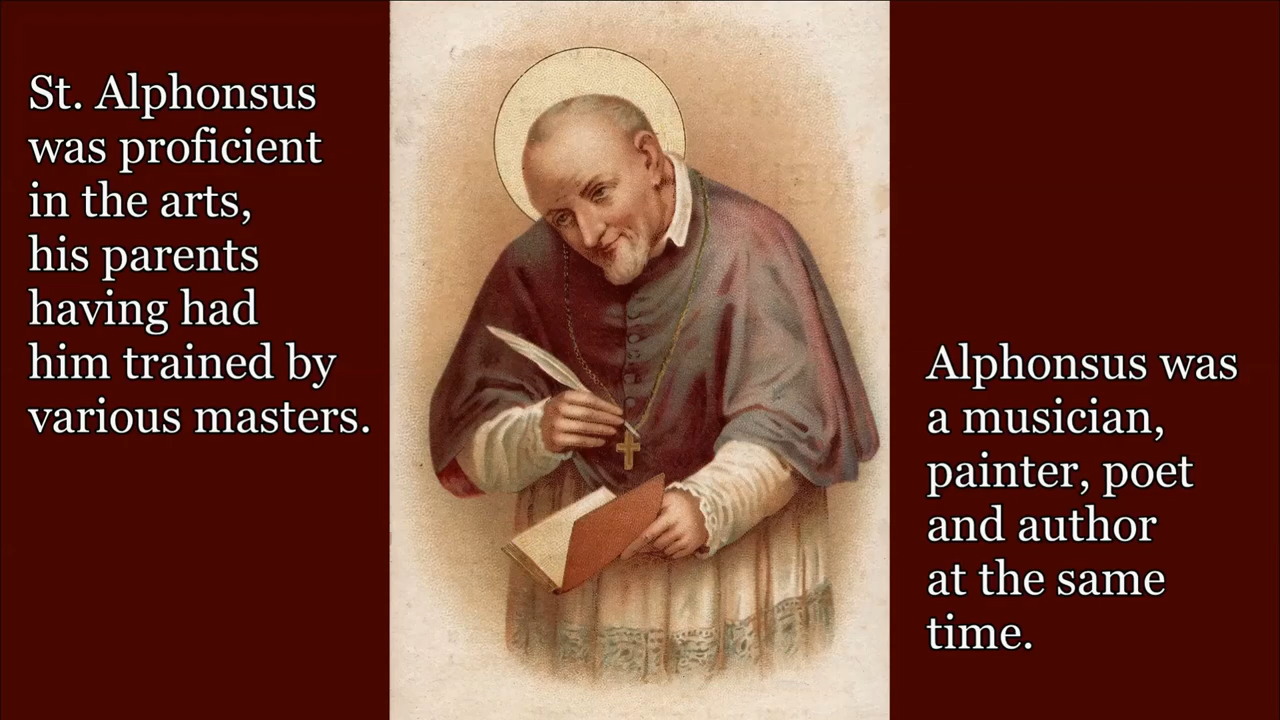 St. Alphonsus
was proficient
in the arts,
his parents
having had
him trained by
various masters.
Alphonsus was
a musician,
painter, poet
and author
at the same
time.